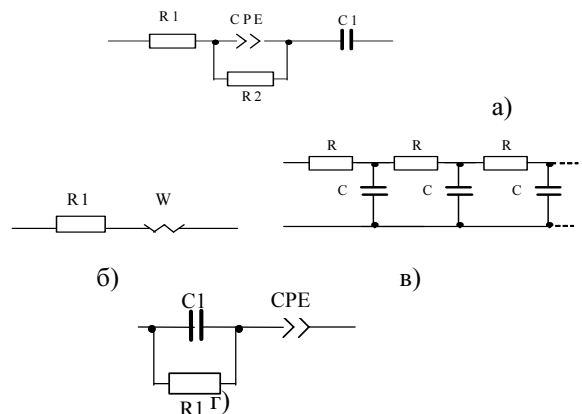 R1 CPE C1
R2
а)
R R R
C C C
R1 W
б) в)
C1 CPE
R1 г)